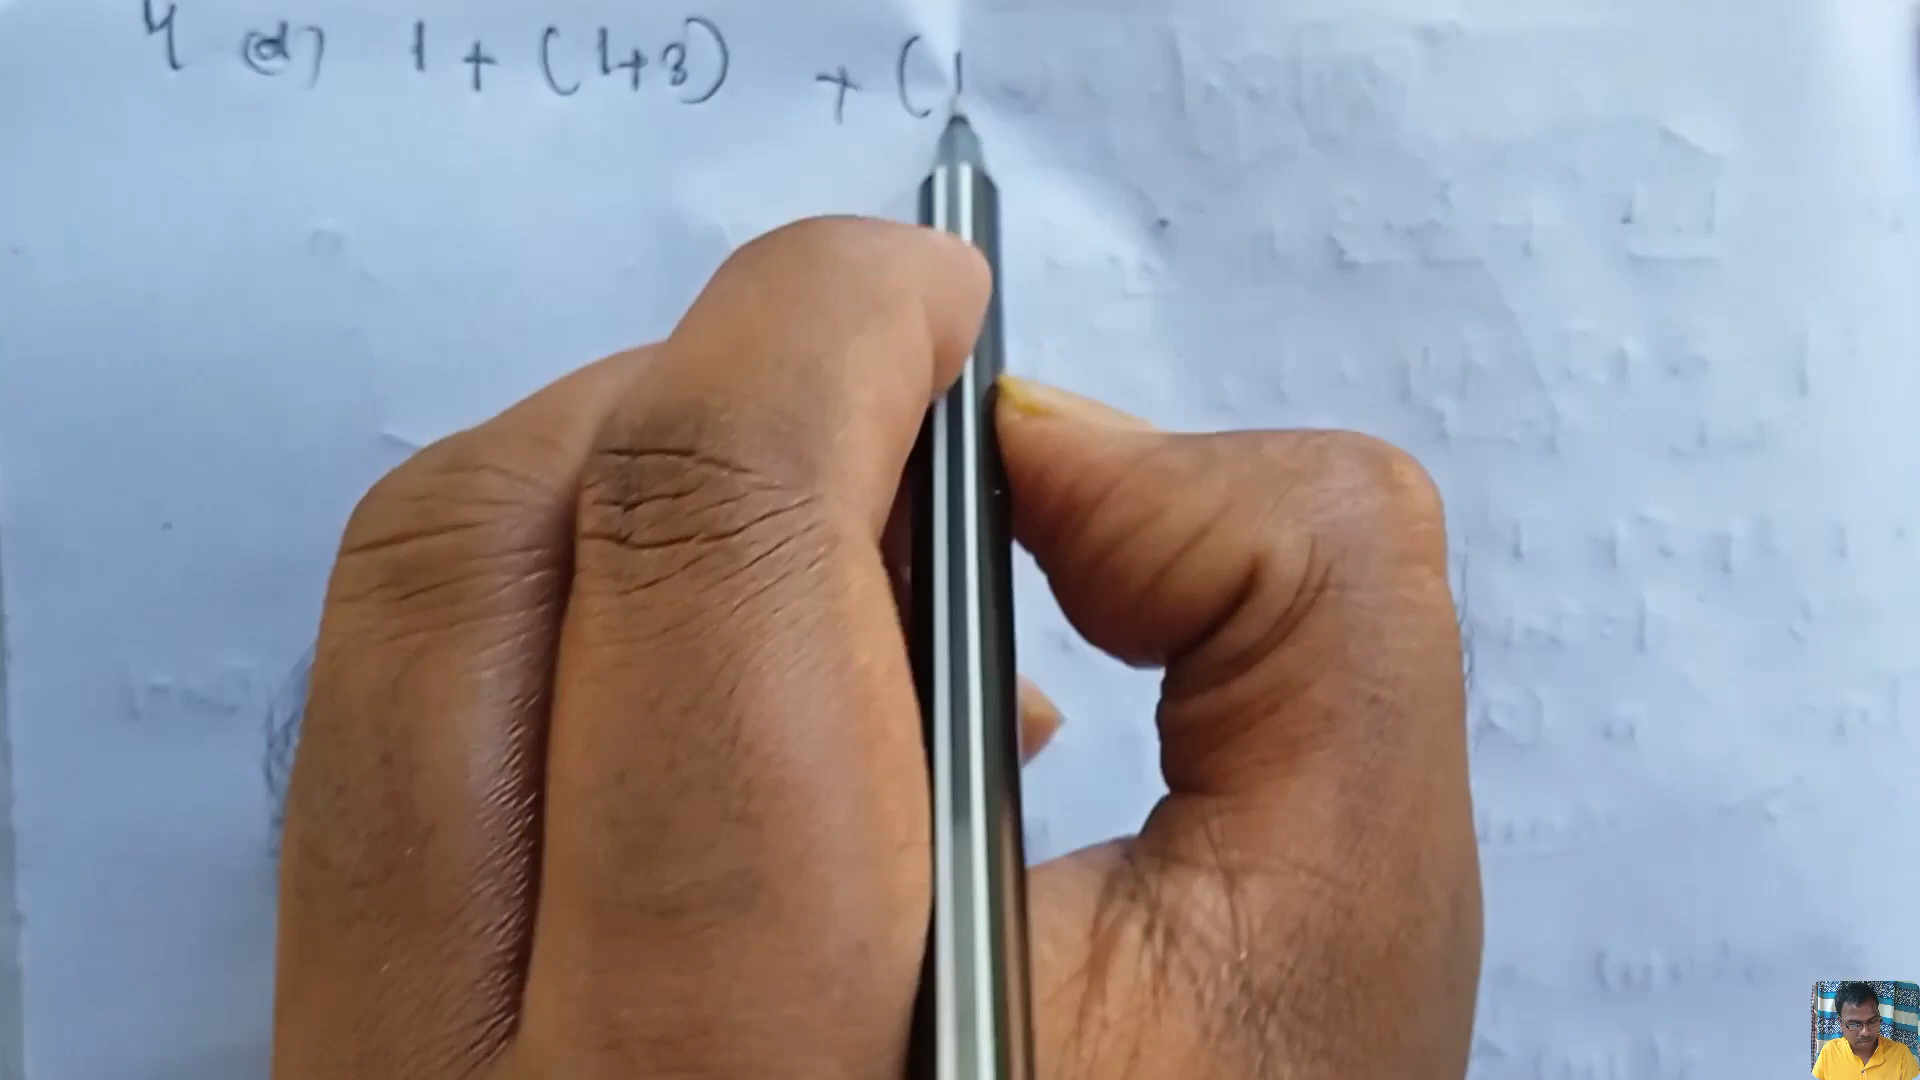 4 (d) 1 + (1+3) + (1